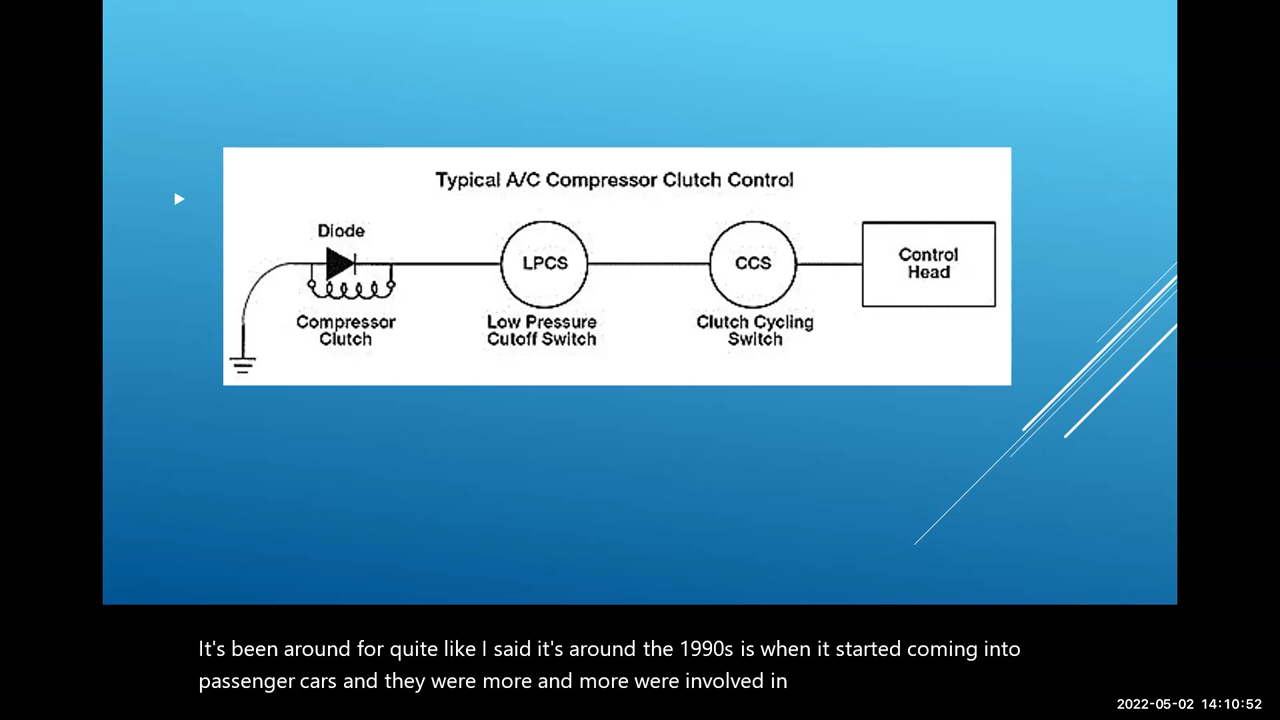 Typical A/C Compressor Clutch Control
Diode
LPCS
CCS
Control
Head
Compressor
Clutch
Low Pressure
Cutoff Switch
Clutch Cycling
Switch
It's been around for quite like I said it's around the 1990s is when it started coming into
passenger cars and they were more and more were involved in
2022-05-02 14:10:52